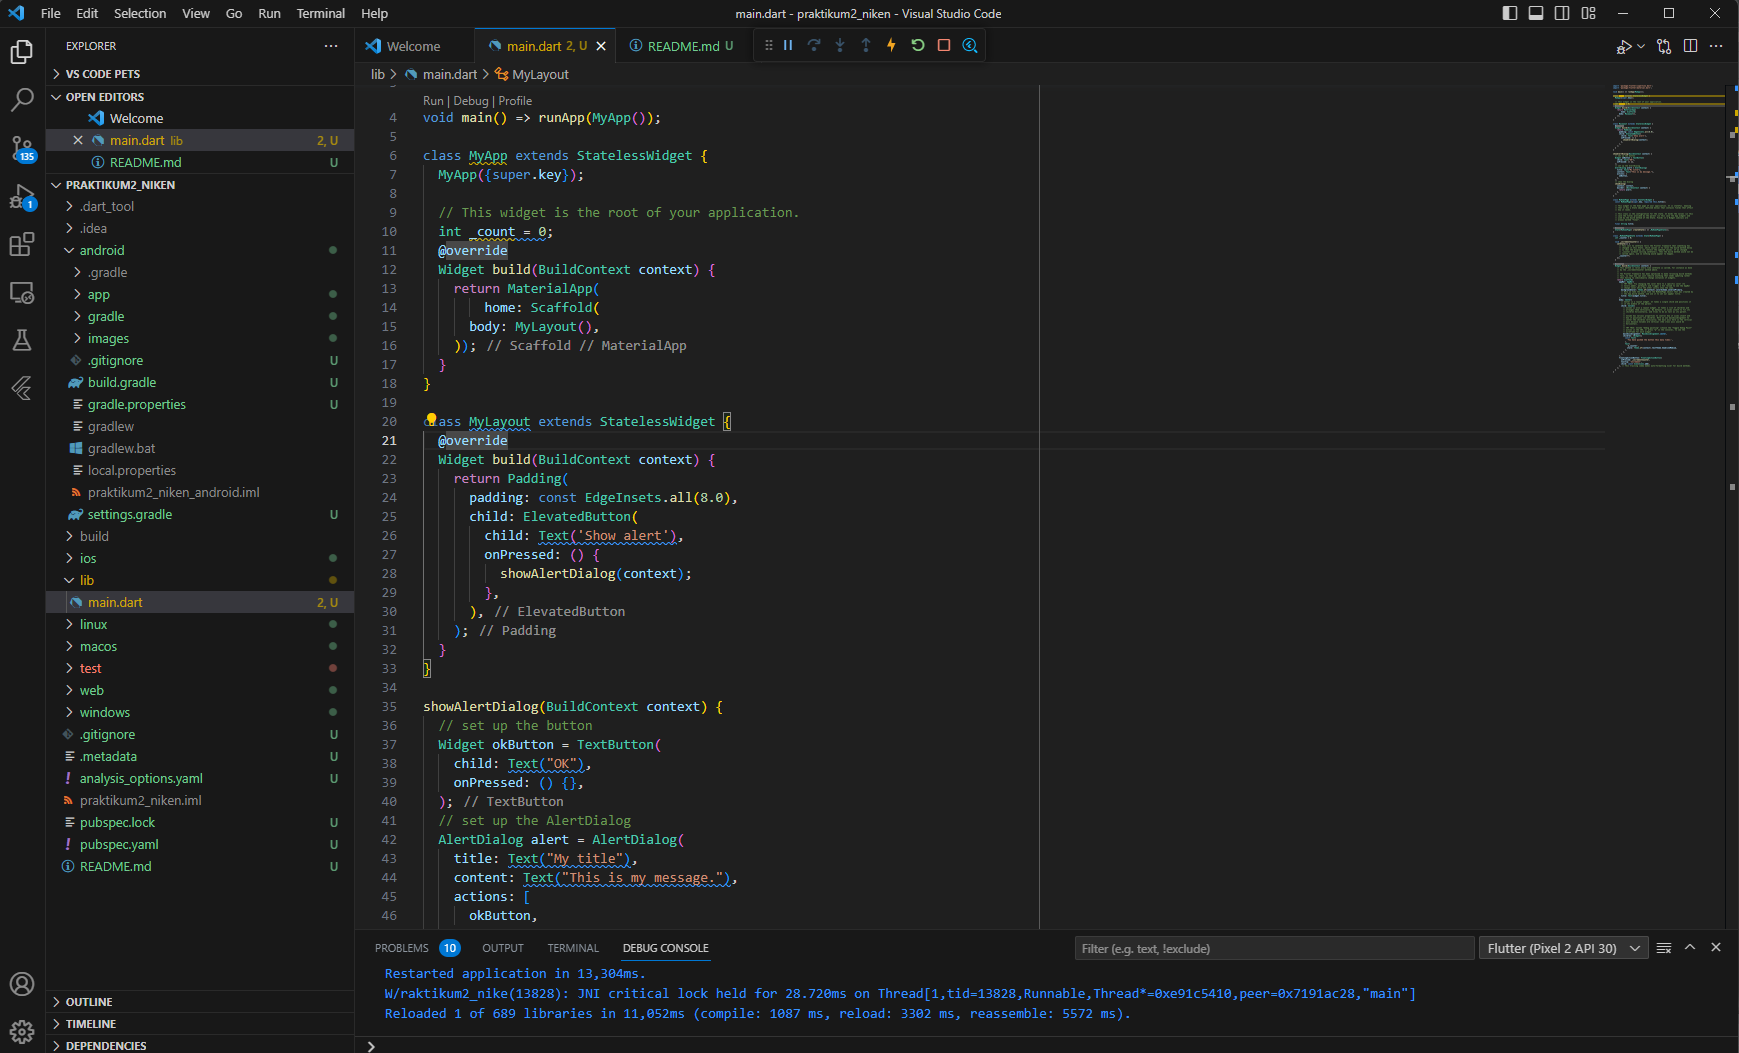 File Edit Selection View Go Run Terminal Help
main.dart - praktikum2_niken - Visual Studio Code
EXPLORER
VS CODE PETS
OPEN EDITORS
Welcome
main.dart lib 2, U
README.md U
PRAKTIKUM2_NIKEN
.dart_tool
.idea
android
.gradle
app
gradle
images
.gitignore U
build.gradle U
gradle.properties U
gradlew
gradlew.bat
local.properties
praktikum2_niken_android.iml
settings.gradle U
build
ios
lib
main.dart 2, U
linux
macos
test
web
windows
.gitignore U
.metadata U
analysis_options.yaml U
praktikum2_niken.iml
pubspec.lock U
pubspec.yaml U
README.md U
OUTLINE
TIMELINE
DEPENDENCIES
135
1
Welcome main.dart 2, U README.md U
lib > main.dart > MyLayout
Run | Debug | Profile
4 void main() => runApp(MyApp());
5
6 class MyApp extends StatelessWidget {
7 MyApp({super.key});
8
9 // This widget is the root of your application.
10 int _count = 0;
11 @override
12 Widget build(BuildContext context) {
13 return MaterialApp(
14 home: Scaffold(
15 body: MyLayout(),
16 )); // Scaffold // MaterialApp
17 }
18 }
19
20 class MyLayout extends StatelessWidget {
21 @override
22 Widget build(BuildContext context) {
23 return Padding(
24 padding: const EdgeInsets.all(8.0),
25 child: ElevatedButton(
26 child: Text('Show alert'),
27 onPressed: () {
28 showAlertDialog(context);
29 },
30 ), // ElevatedButton
31 ); // Padding
32 }
33 }
34
35 showAlertDialog(BuildContext context) {
36 // set up the button
37 Widget okButton = TextButton(
38 child: Text("OK"),
39 onPressed: () {},
40 ); // TextButton
41 // set up the AlertDialog
42 AlertDialog alert = AlertDialog(
43 title: Text("My title"),
44 content: Text("This is my message."),
45 actions: [
46 okButton,
PROBLEMS 10 OUTPUT TERMINAL DEBUG CONSOLE
Filter (e.g. text, !exclude)
Flutter (Pixel 2 API 30)
Restarted application in 13,304ms.
W/raktikum2_nike(13828): JNI critical lock held for 28.720ms on Thread[1,tid=13828,Runnable,Thread*=0xe91c5410,peer=0x7191ac28,"main"]
Reloaded 1 of 689 libraries in 11,052ms (compile: 1087 ms, reload: 3302 ms, reassemble: 5572 ms).